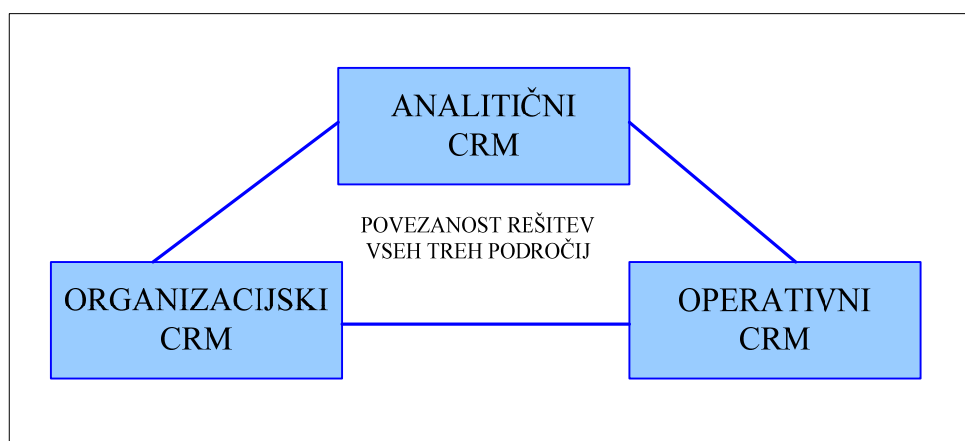 ANALITIČNI
CRM
POVEZANOST REŠITEV
VSEH TREH PODROČIJ
ORGANIZACIJSKI
CRM
OPERATIVNI
CRM